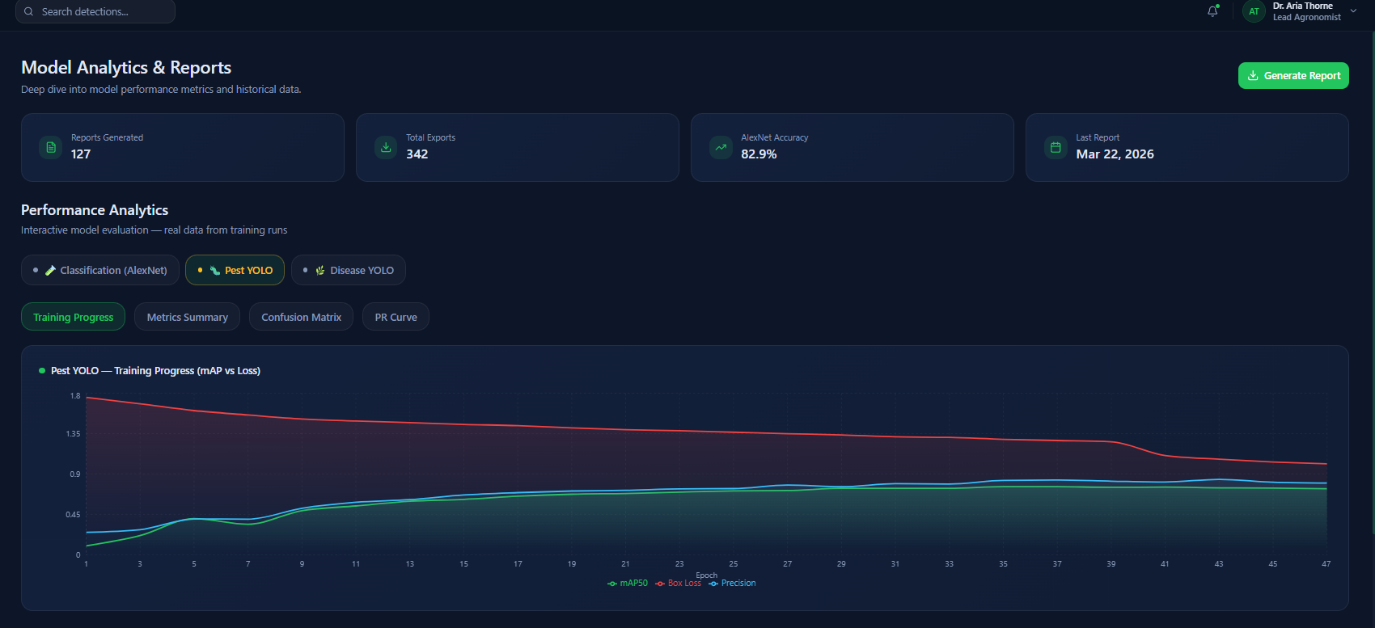 Search detections...
AT
Dr. Aria Thorne
Lead Agronomist
Model Analytics & Reports
Deep dive into model performance metrics and historical data.
Generate Report
Reports Generated
127
Total Exports
342
AlexNet Accuracy
82.9%
Last Report
Mar 22, 2026
Performance Analytics
Interactive model evaluation — real data from training runs
Classification (AlexNet)
Pest YOLO
Disease YOLO
Training Progress
Metrics Summary
Confusion Matrix
PR Curve
Pest YOLO — Training Progress (mAP vs Loss)
1.8
1.35
0.9
0.45
0
1 3 5 7 9 11 13 15 17 19 21 23 25 27 29 31 33 35 37 39 41 43 45 47
Epoch
mAP50 Box Loss Precision